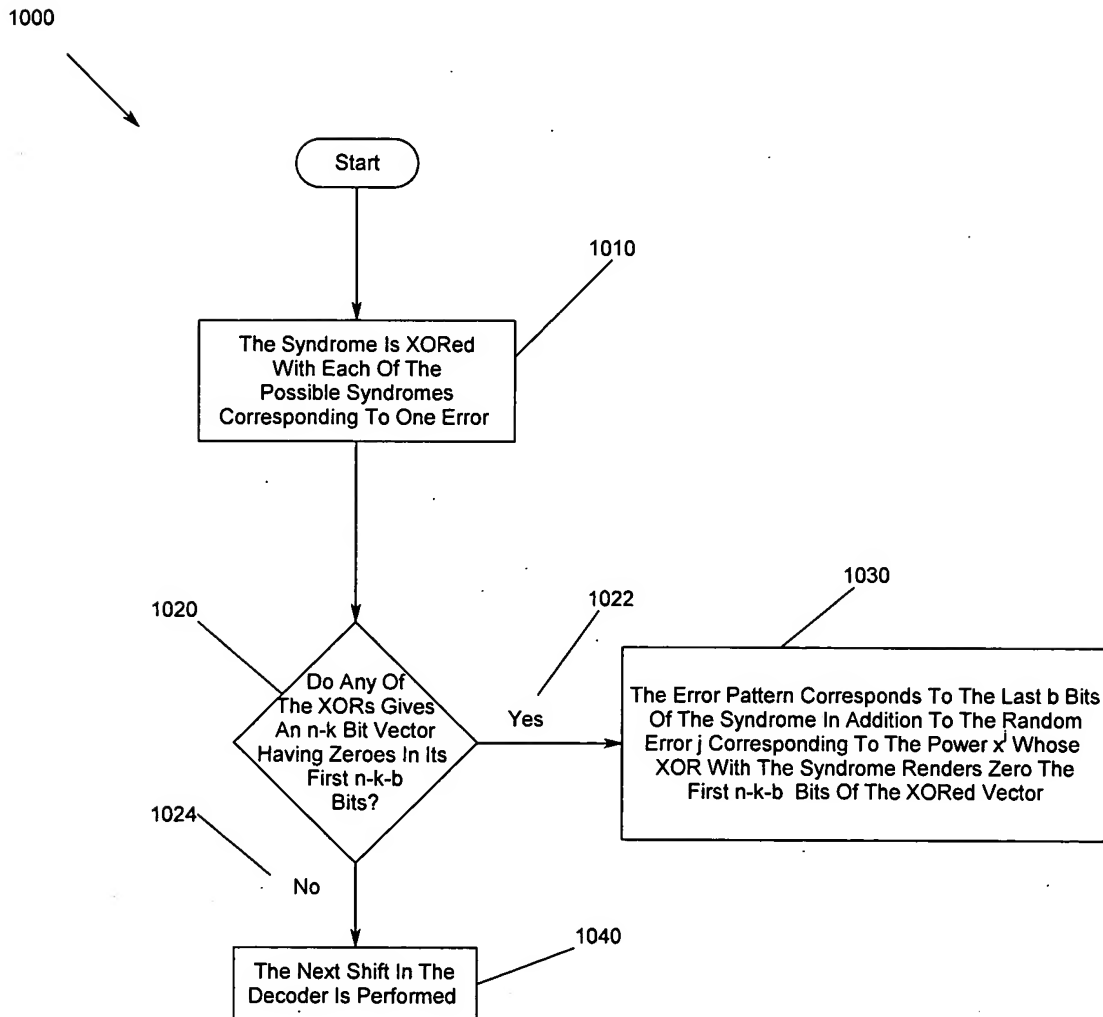 1000
Start
1010
The Syndrome Is XORed
With Each Of The
Possible Syndromes
Corresponding To One Error
1020
Do Any Of
The XORs Gives
An n-k Bit Vector
Having Zeroes In Its
First n-k-b
Bits?
1022
Yes
1030
The Error Pattern Corresponds To The Last b Bits
Of The Syndrome In Addition To The Random
Error j Corresponding To The Power x^j Whose
XOR With The Syndrome Renders Zero The
First n-k-b Bits Of The XORed Vector
1024
No
1040
The Next Shift In The
Decoder Is Performed